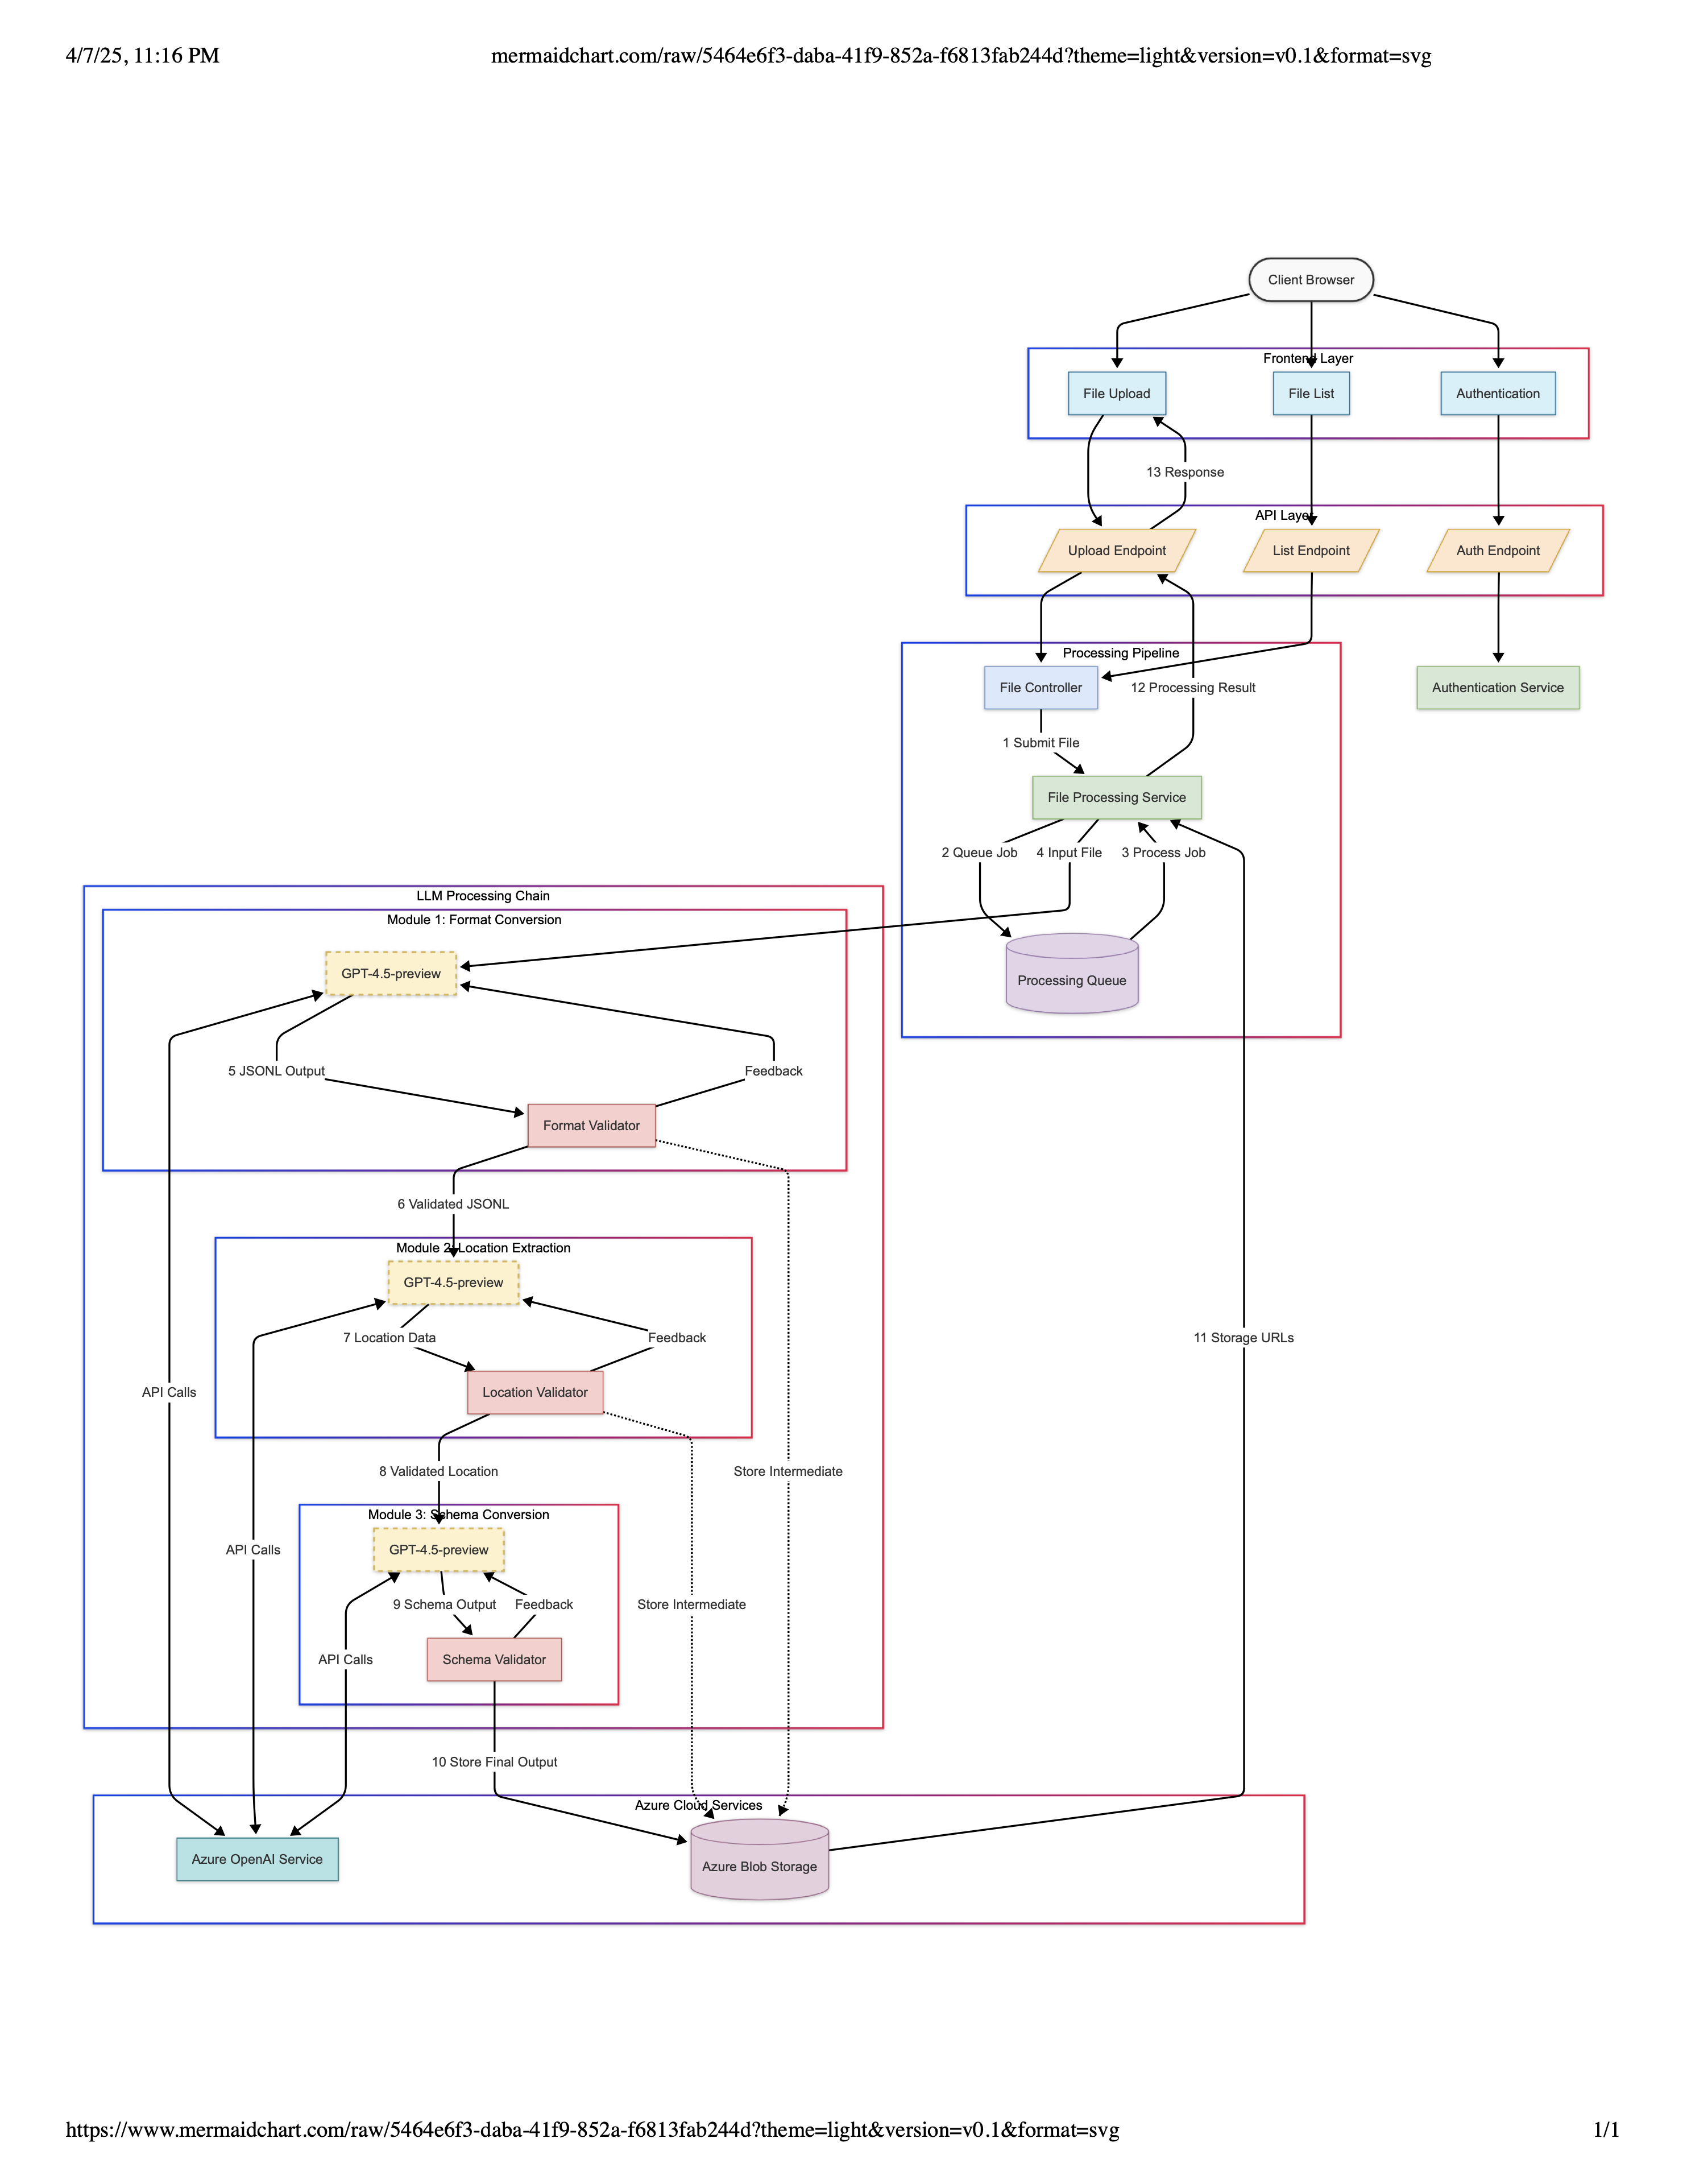 4/7/25, 11:16 PM
mermaidchart.com/raw/5464e6f3-daba-41f9-852a-f6813fab244d?theme=light&version=v0.1&format=svg
Client Browser
Frontend Layer
File Upload
File List
Authentication
13 Response
API Layer
Upload Endpoint
List Endpoint
Auth Endpoint
Processing Pipeline
File Controller
12 Processing Result
Authentication Service
1 Submit File
File Processing Service
2 Queue Job
4 Input File
3 Process Job
Processing Queue
LLM Processing Chain
Module 1: Format Conversion
GPT-4.5-preview
5 JSONL Output
Feedback
Format Validator
6 Validated JSONL
Module 2: Location Extraction
GPT-4.5-preview
7 Location Data
Feedback
Location Validator
11 Storage URLs
API Calls
8 Validated Location
Store Intermediate
Module 3: Schema Conversion
GPT-4.5-preview
API Calls
9 Schema Output
Feedback
Store Intermediate
API Calls
Schema Validator
10 Store Final Output
Azure Cloud Services
Azure OpenAI Service
Azure Blob Storage
https://www.mermaidchart.com/raw/5464e6f3-daba-41f9-852a-f6813fab244d?theme=light&version=v0.1&format=svg
1/1